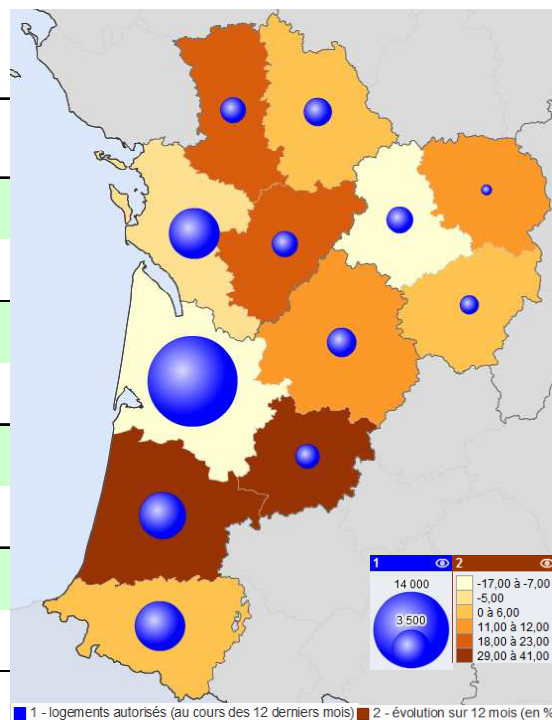 1 2
14 000
3 500
-17,00 à -7,00
-5,00
0 à 6,00
11,00 à 12,00
18,00 à 23,00
29,00 à 41,00
1 - logements autorisés (au cours des 12 derniers mois) 2 - évolution sur 12 mois (en %